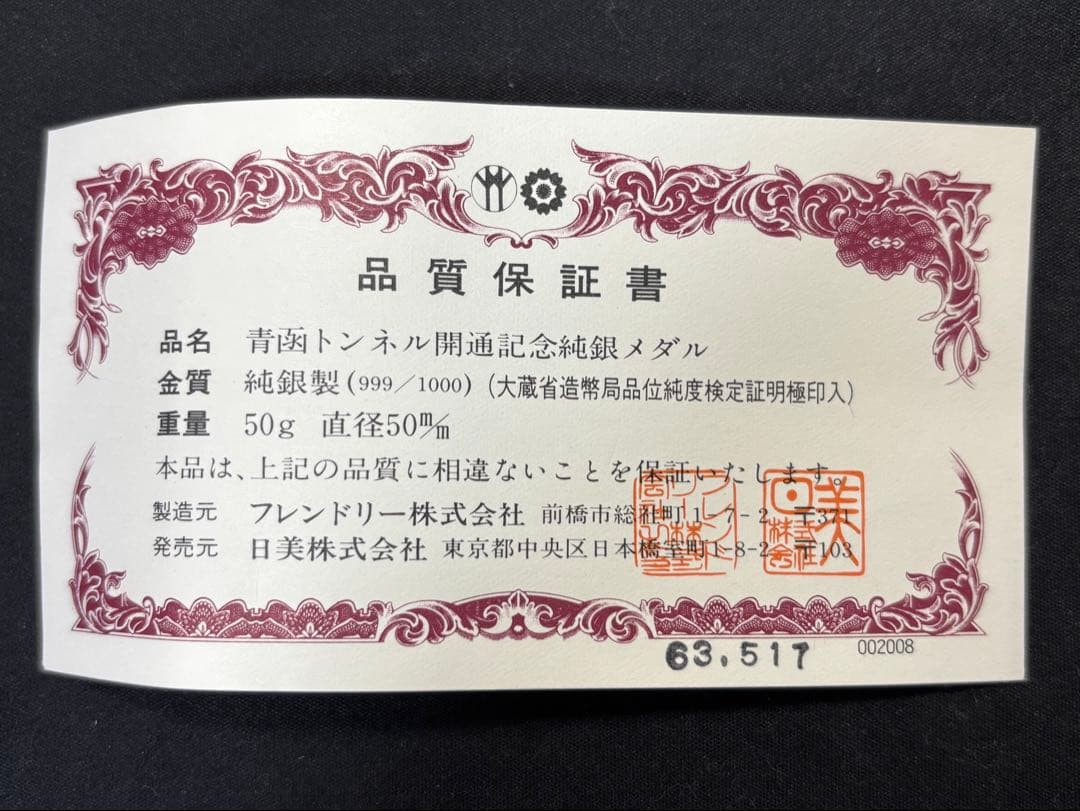 品質保証書
品名 青函トンネル開通記念純銀メダル
金質 純銀製(999/1000)(大蔵省造幣局品位純度検定証明極印入)
重量 50g 直径50m/m
本品は、上記の品質に相違ないことを保証いたします。
製造元 フレンドリー株式会社 前橋市総社町1-7-2 〒371
発売元 日美株式会社 東京都中央区日本橋室町1-8-2 〒103
63.517 002008